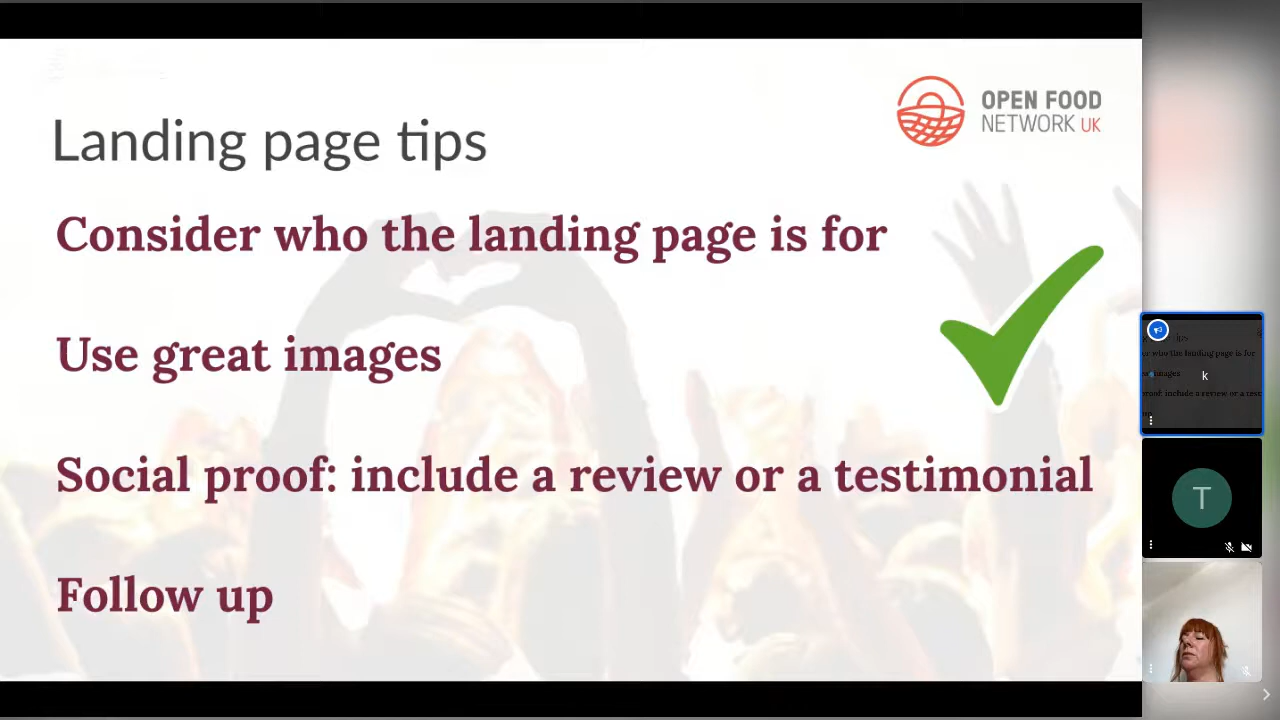 Landing page tips
OPEN FOOD
NETWORK UK
Consider who the landing page is for
Use great images
Social proof: include a review or a testimonial
Follow up
k
T